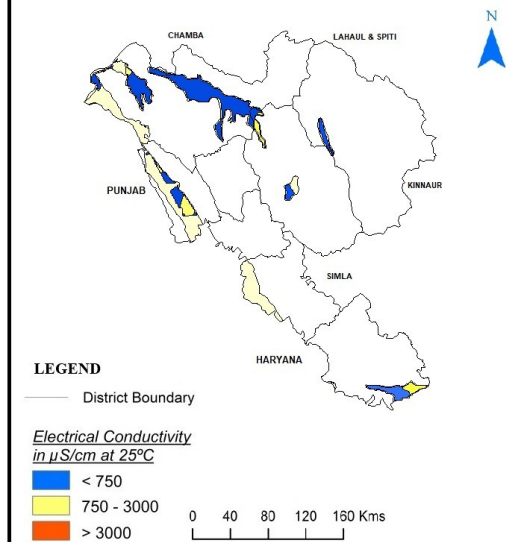 N
CHAMBA
LAHAUL & SPITI
PUNJAB
KINNAUR
SIMLA
HARYANA
LEGEND
District Boundary
Electrical Conductivity
in µS/cm at 25ºC
< 750
750 - 3000
> 3000
0 40 80 120 160 Kms